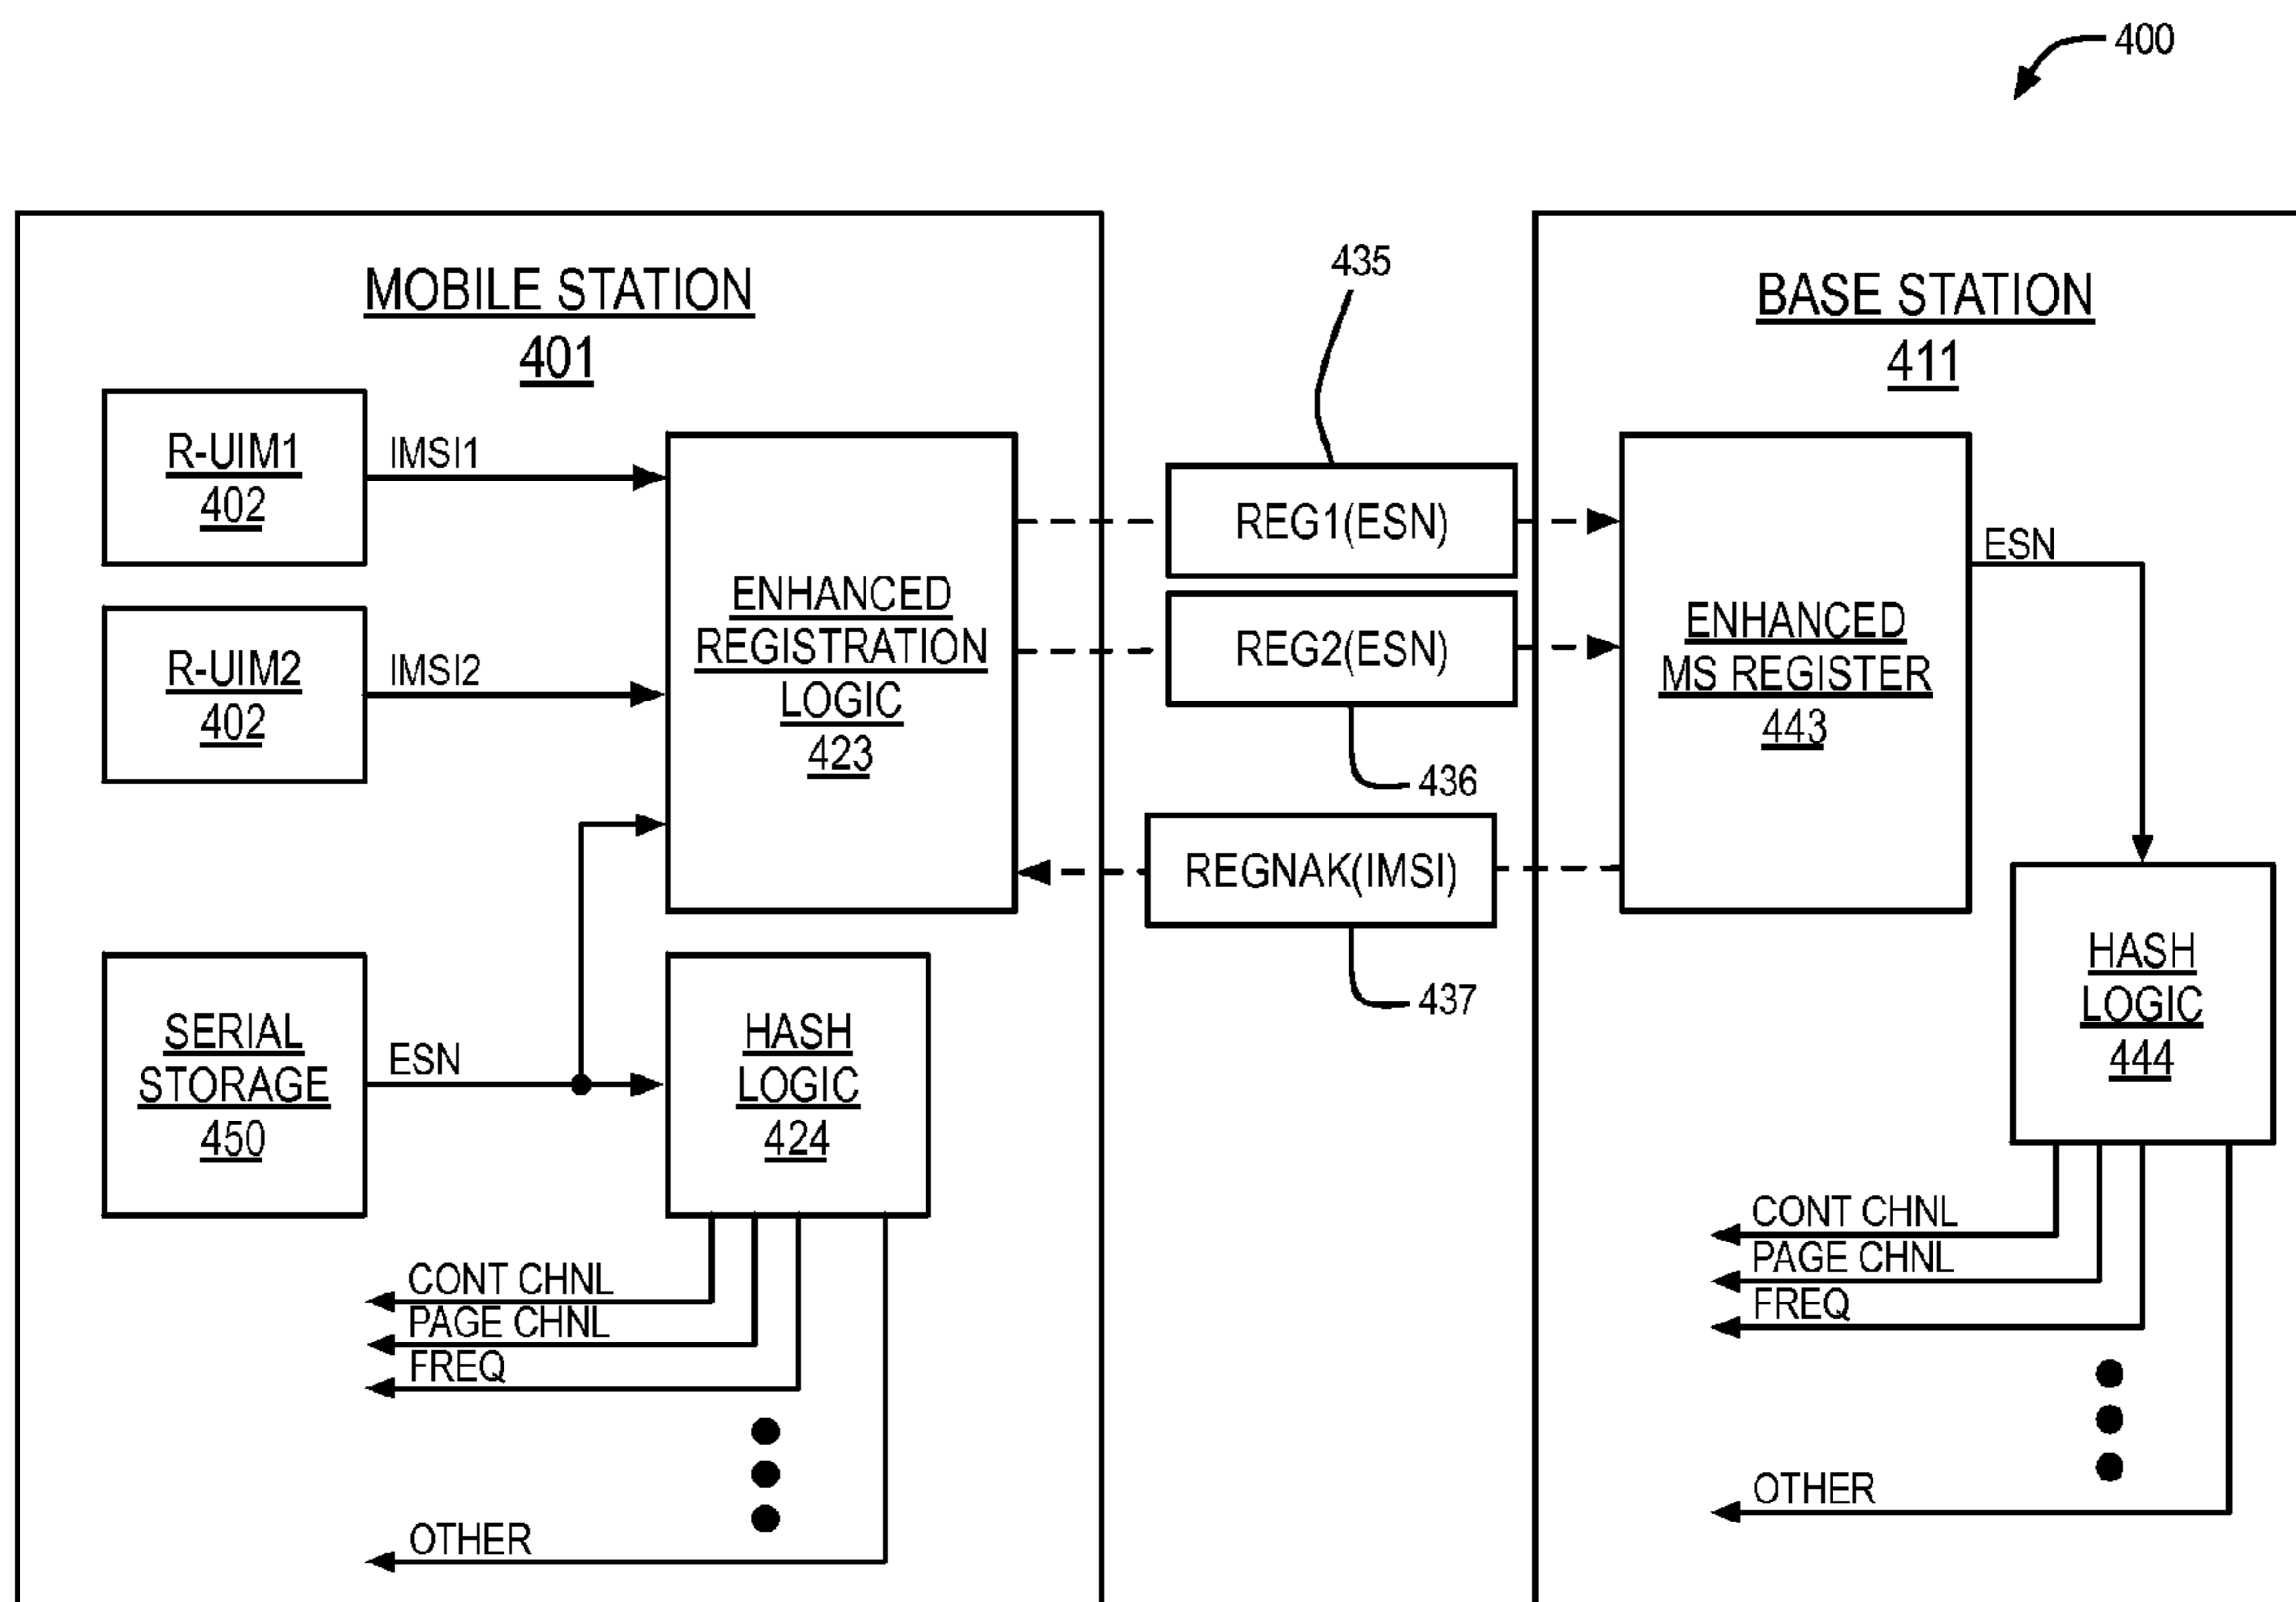 400
MOBILE STATION
401
R-UIM1
402
IMSI1
R-UIM2
402
IMSI2
ENHANCED
REGISTRATION
LOGIC
423
SERIAL
STORAGE
450
ESN
HASH
LOGIC
424
CONT CHNL
PAGE CHNL
FREQ
OTHER
435
REG1(ESN)
REG2(ESN)
436
REGNAK(IMSI)
437
BASE STATION
411
ENHANCED
MS REGISTER
443
ESN
HASH
LOGIC
444
CONT CHNL
PAGE CHNL
FREQ
OTHER